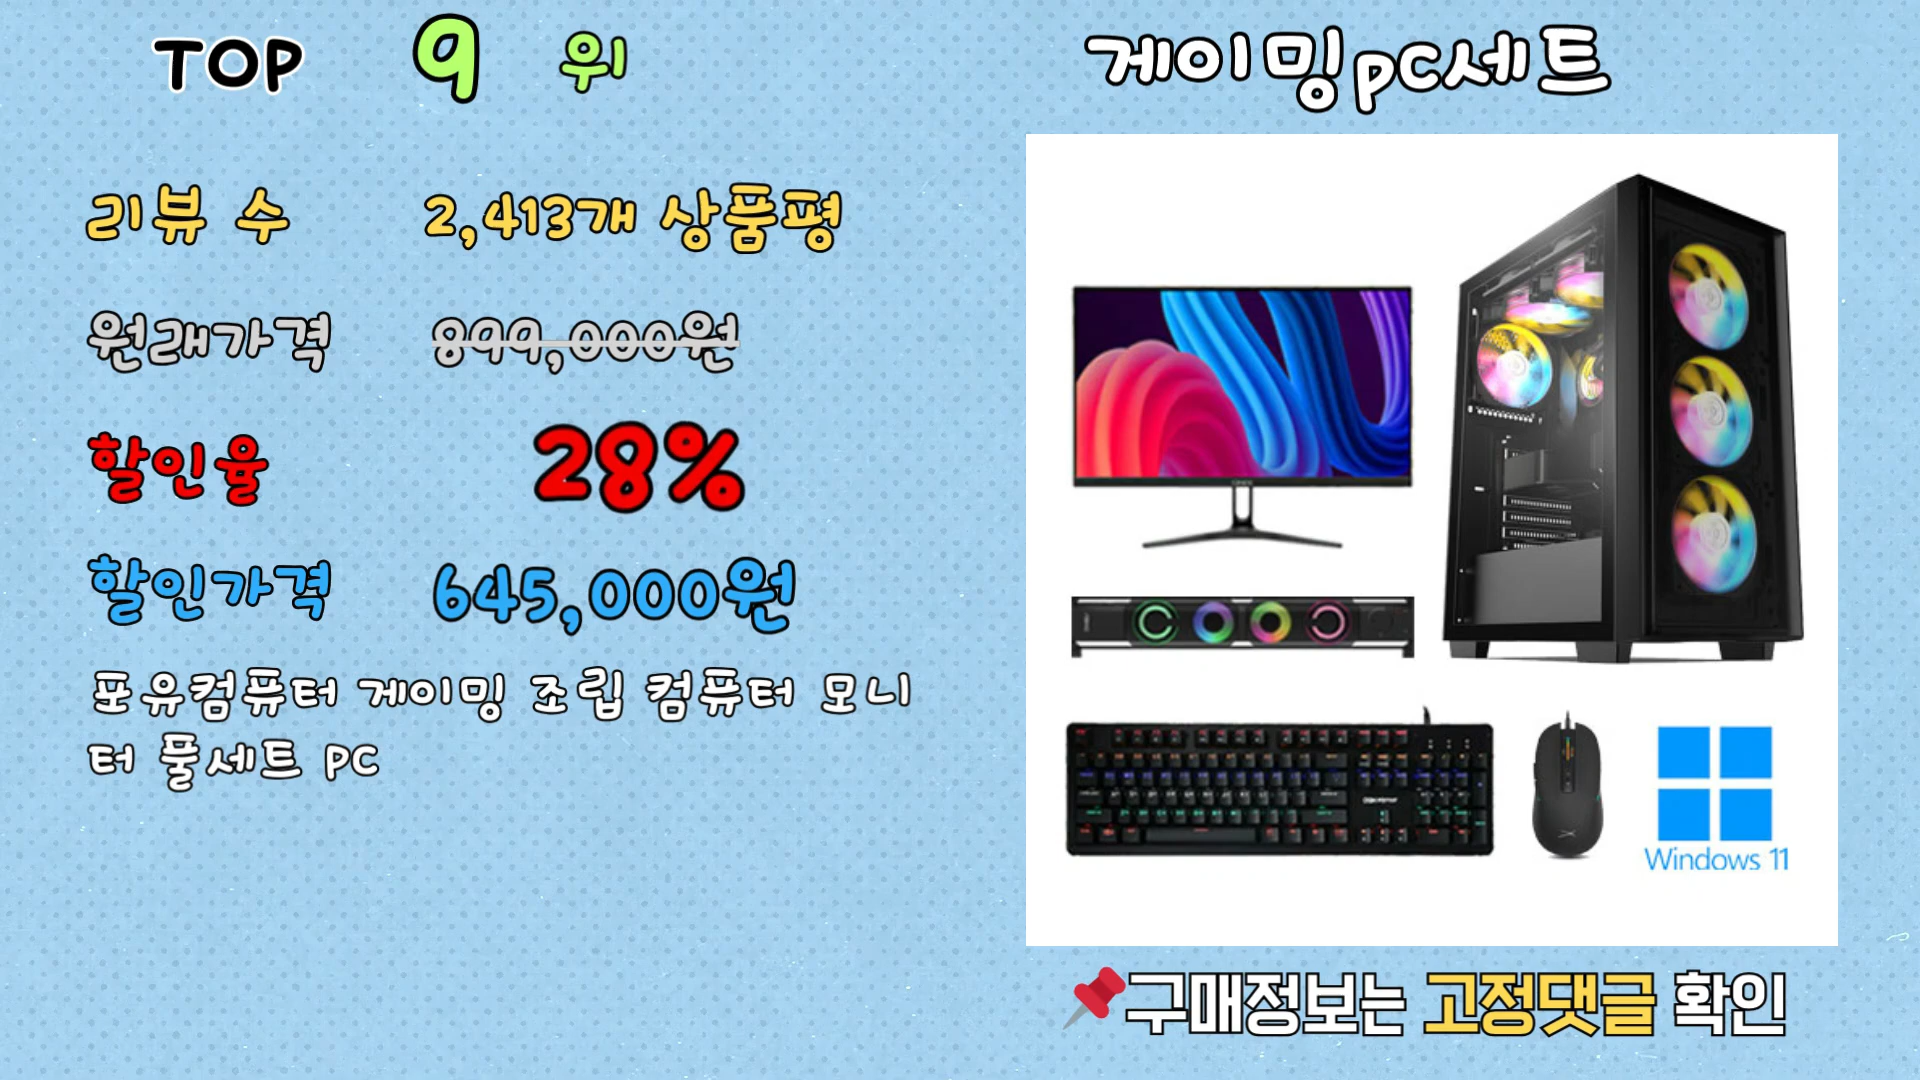 TOP 9 위
게이밍pc세트
리뷰 수 2,413개 상품평
원래가격 899,000원
할인율 28%
할인가격 645,000원
포유컴퓨터 게이밍 조립 컴퓨터 모니
터 풀세트 PC
Windows 11
구매정보는 고정댓글 확인